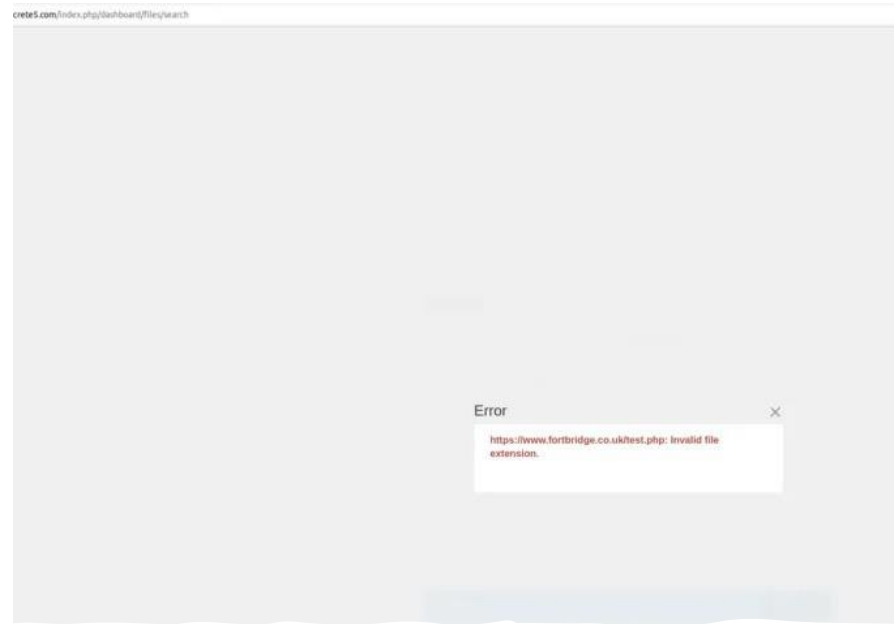 crete5.com/index.php/dashboard/files/search
Error
https://www.fortbridge.co.uk/test.php: Invalid file
extension.